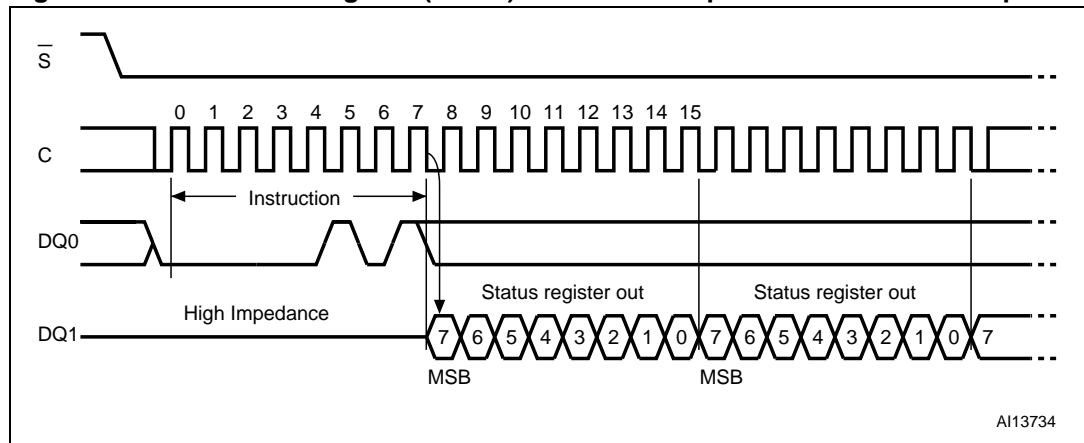 S
0 1 2 3 4 5 6 7 8 9 10 11 12 13 14 15
C
Instruction
DQ0
Status register out Status register out
High Impedance
DQ1 7 6 5 4 3 2 1 0 7 6 5 4 3 2 1 0 7
MSB MSB
AI13734